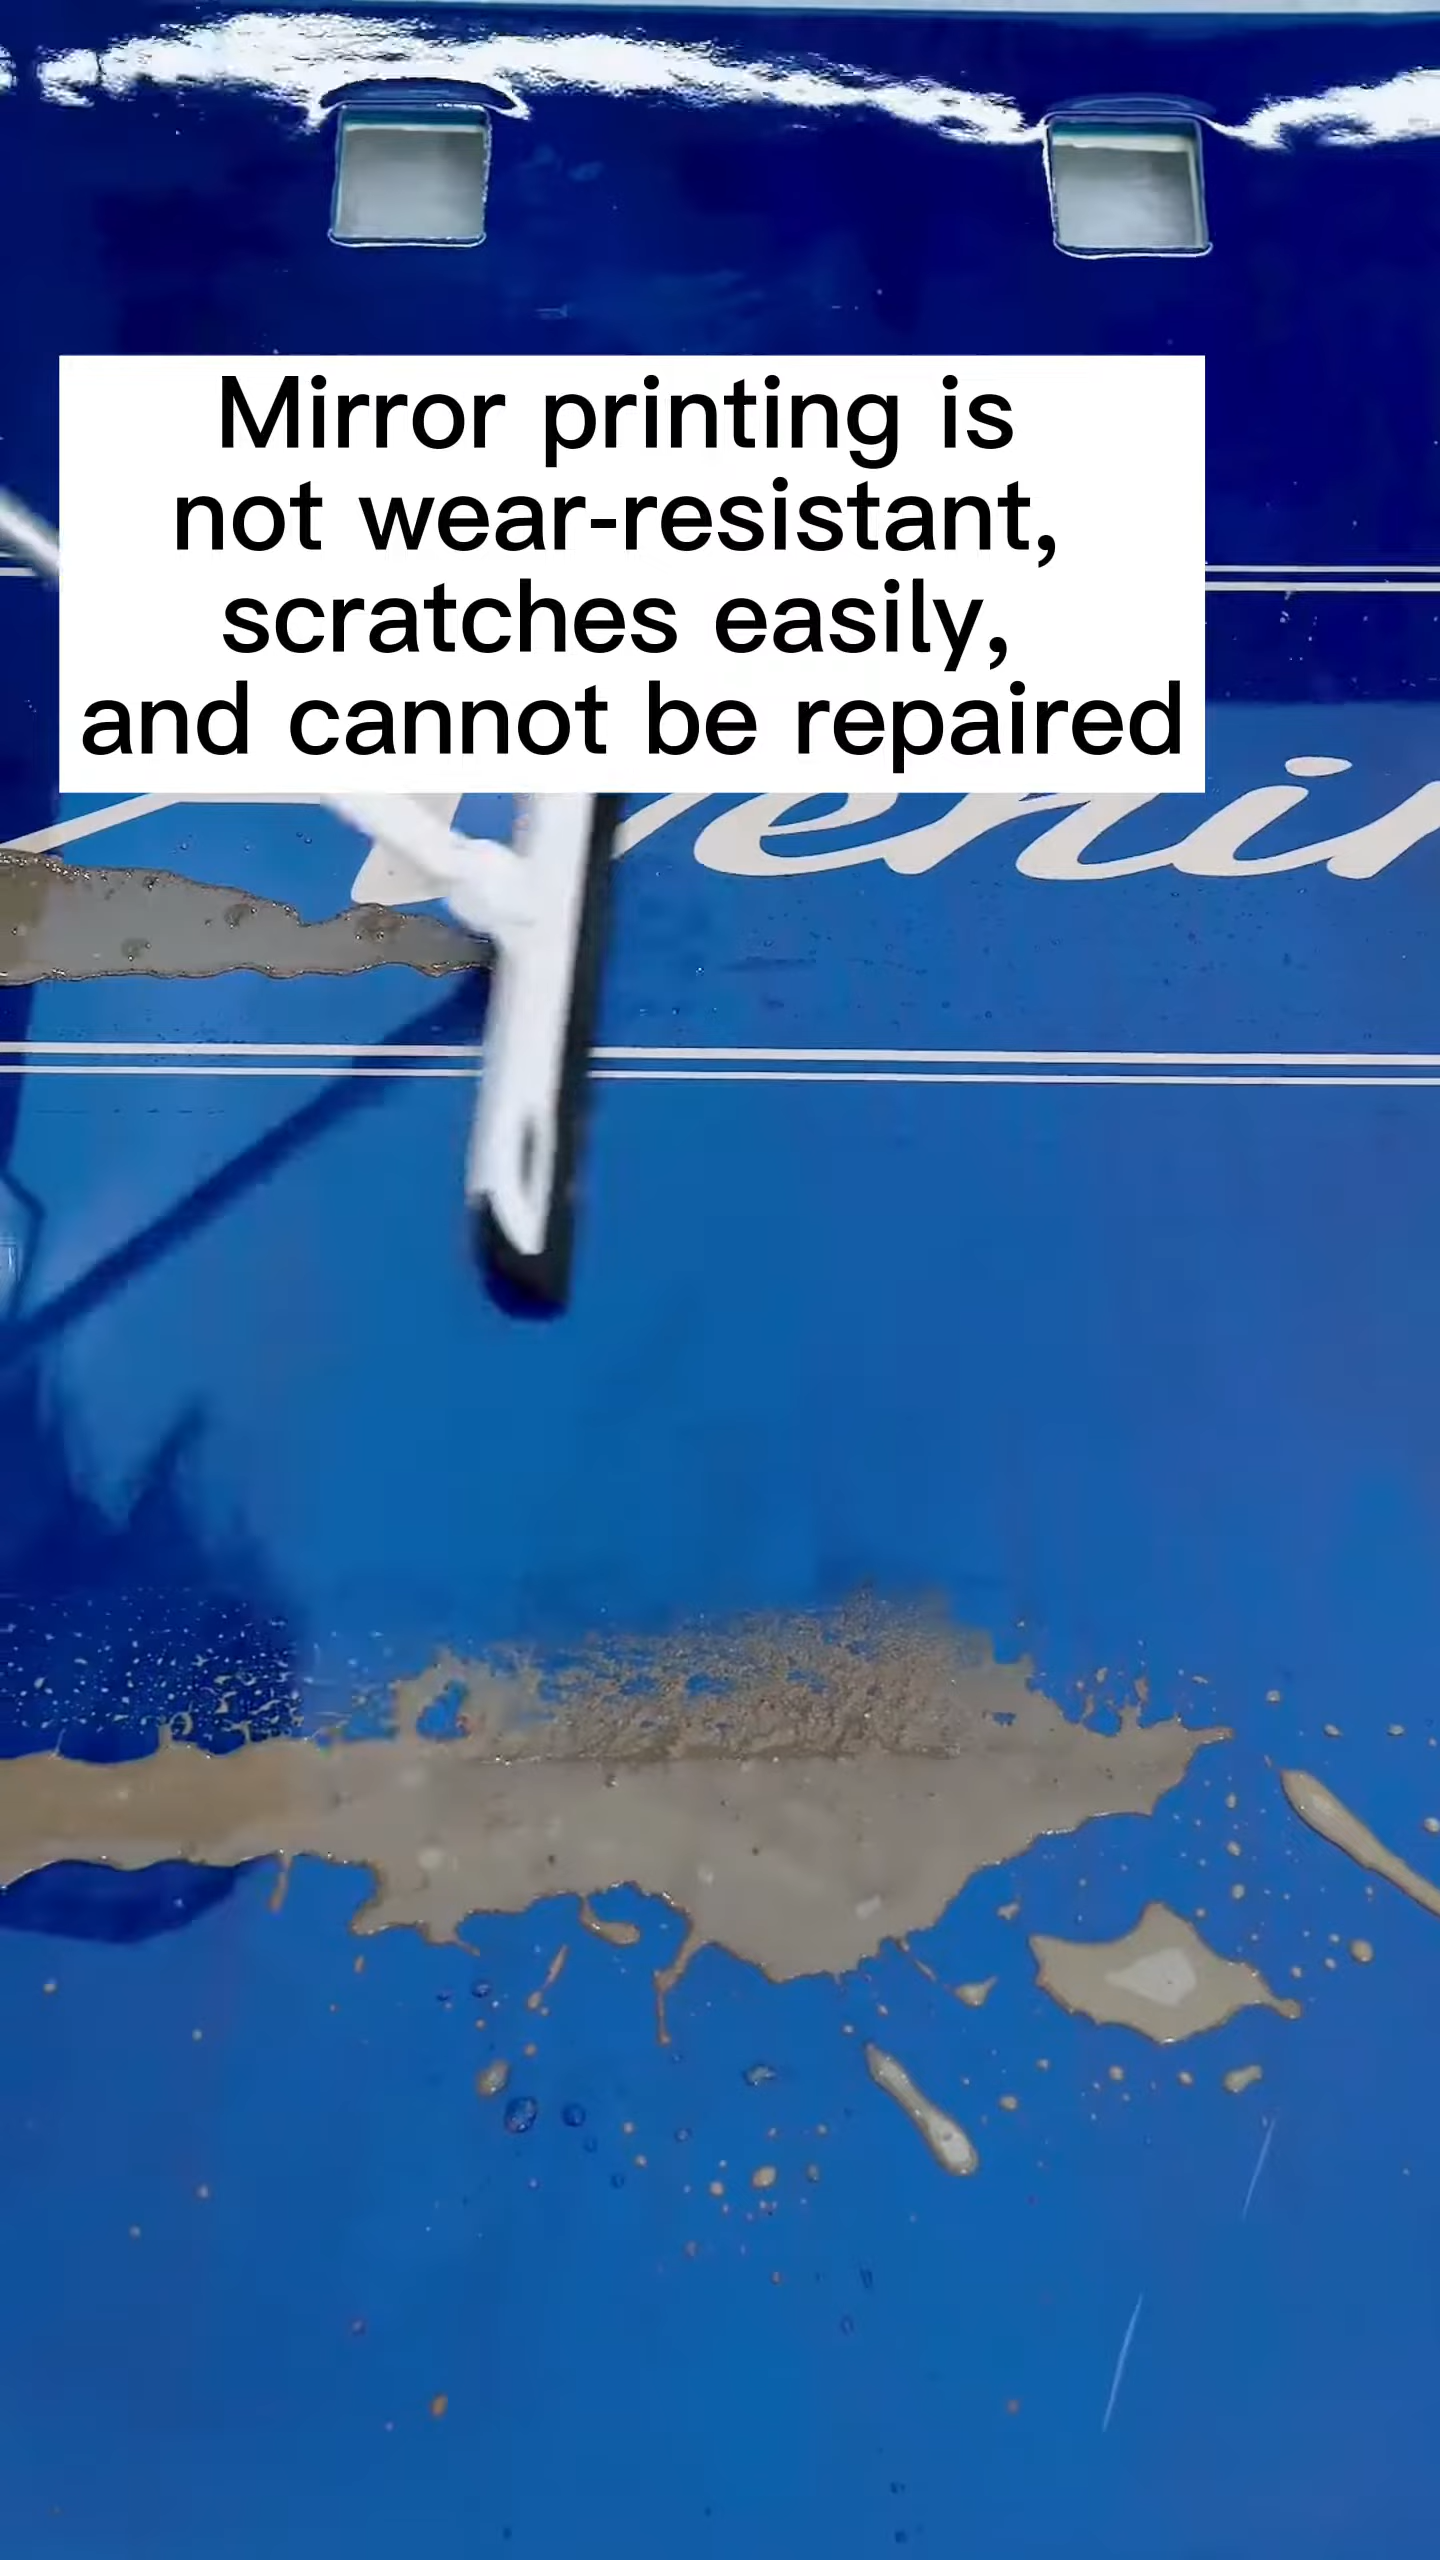 Mirror printing is
not wear-resistant,
scratches easily,
and cannot be repaired